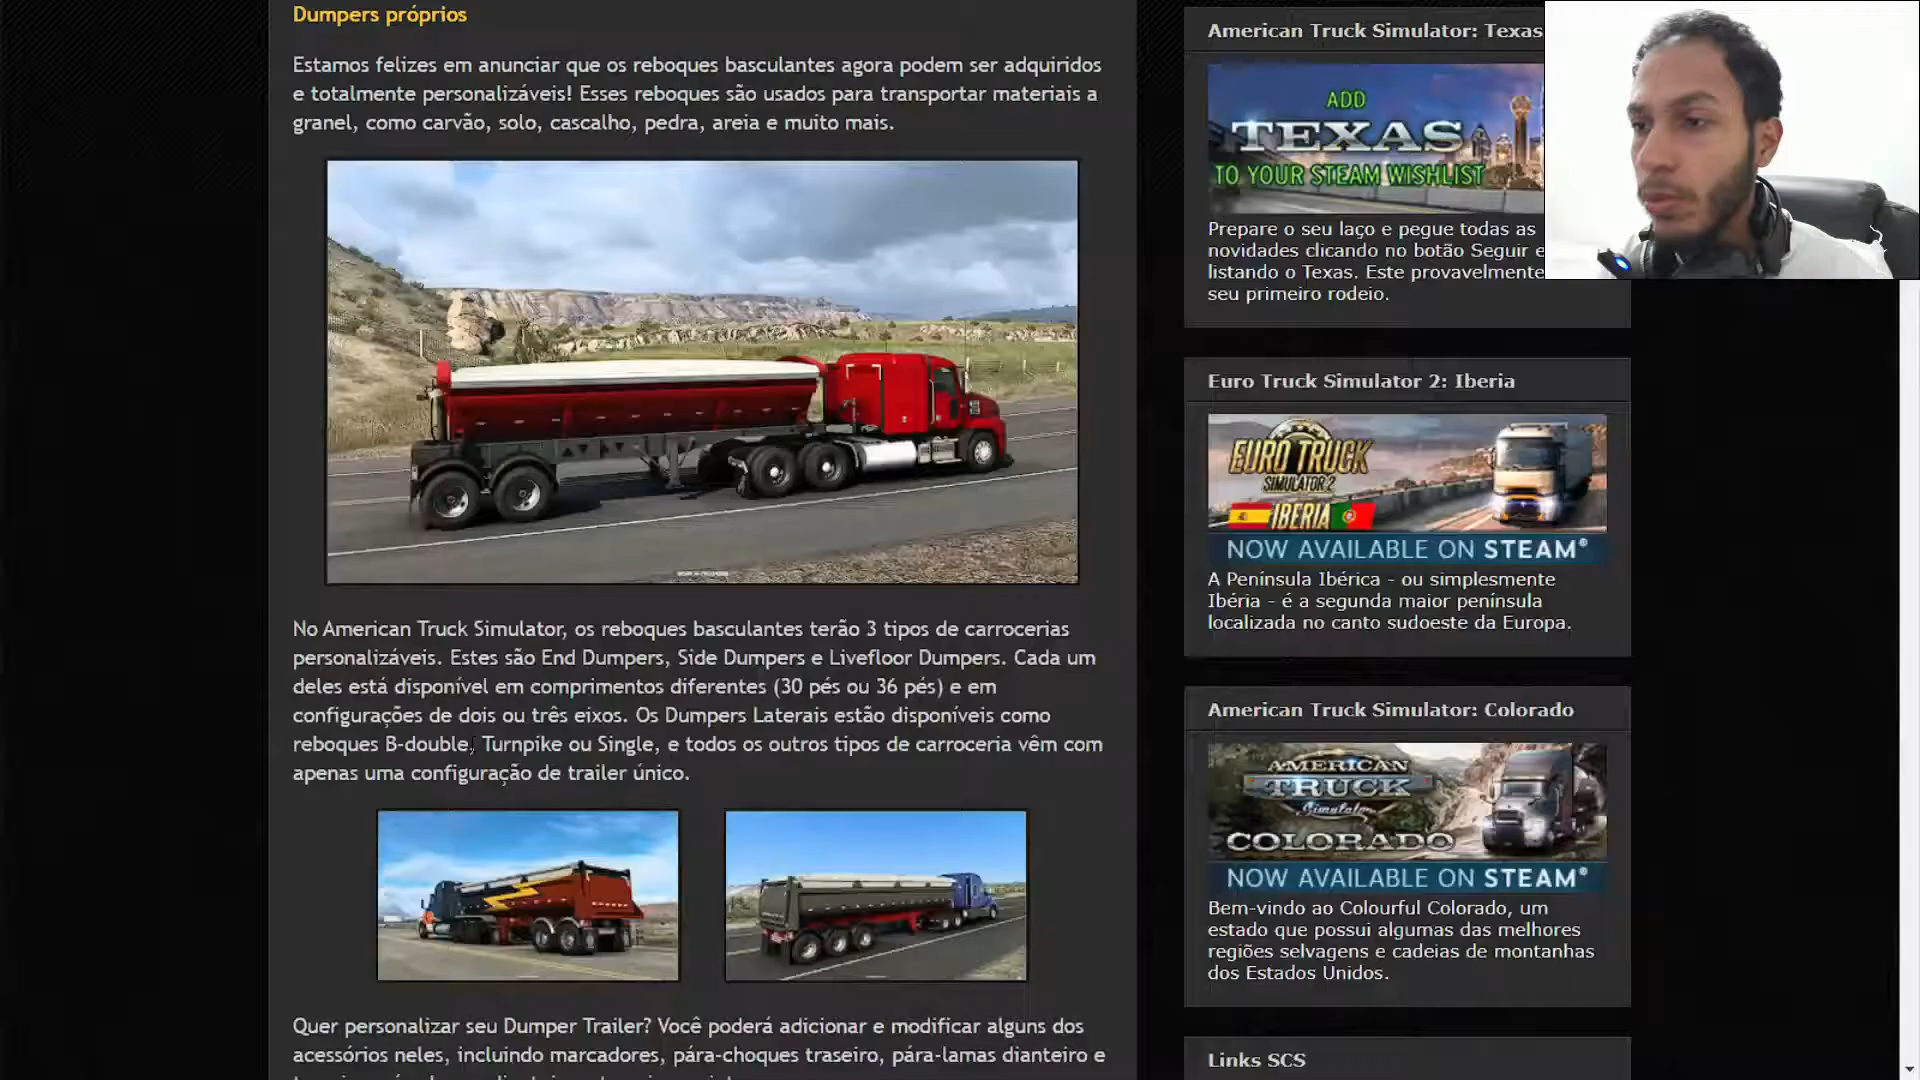 Dumpers próprios
Estamos felizes em anunciar que os reboques basculantes agora podem ser adquiridos
e totalmente personalizáveis! Esses reboques são usados para transportar materiais a
granel, como carvão, solo, cascalho, pedra, areia e muito mais.
No American Truck Simulator, os reboques basculantes terão 3 tipos de carrocerias
personalizáveis. Estes são End Dumpers, Side Dumpers e Livefloor Dumpers. Cada um
deles está disponível em comprimentos diferentes (30 pés ou 36 pés) e em
configurações de dois ou três eixos. Os Dumpers Laterais estão disponíveis como
reboques B-double, Turnpike ou Single, e todos os outros tipos de carroceria vêm com
apenas uma configuração de trailer único.
Quer personalizar seu Dumper Trailer? Você poderá adicionar e modificar alguns dos
acessórios neles, incluindo marcadores, pára-choques traseiro, pára-lamas dianteiro e
American Truck Simulator: Texas
ADD
TEXAS
TO YOUR STEAM WISHLIST
Prepare o seu laço e pegue todas as
novidades clicando no botão Seguir e
listando o Texas. Este provavelmente
seu primeiro rodeio.
Euro Truck Simulator 2: Iberia
EURO TRUCK
SIMULATOR 2
IBERIA
NOW AVAILABLE ON STEAM®
A Península Ibérica - ou simplesmente
Ibéria - é a segunda maior península
localizada no canto sudoeste da Europa.
American Truck Simulator: Colorado
AMERICAN
TRUCK
Simulator
COLORADO
NOW AVAILABLE ON STEAM®
Bem-vindo ao Colourful Colorado, um
estado que possui algumas das melhores
regiões selvagens e cadeias de montanhas
dos Estados Unidos.
Links SCS